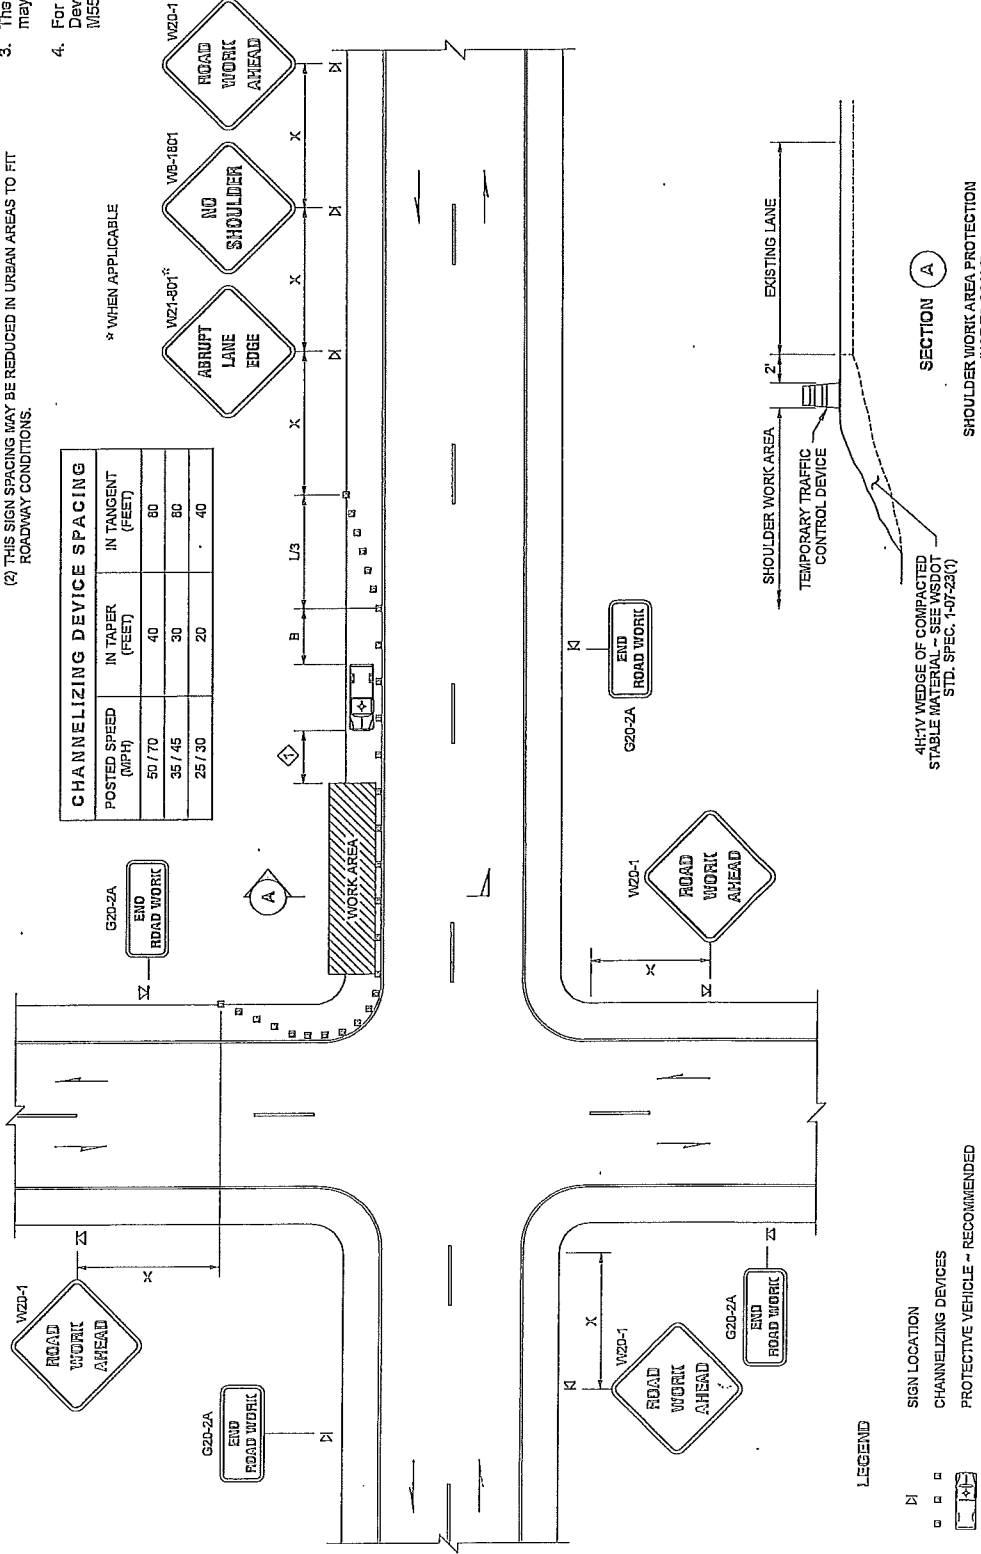 3. The
may
4. For
Dev
M55
(2) THIS SIGN SPACING MAY BE REDUCED IN URBAN AREAS TO FIT
ROADWAY CONDITIONS.
* WHEN APPLICABLE
CHANNELIZING DEVICE SPACING
POSTED SPEED (MPH) IN TAPER (FEET) IN TANGENT (FEET)
50 / 70 40 80
35 / 45 30 60
25 / 30 20 40
W20-1
ROAD
WORK
AHEAD
W8-1801
NO
SHOULDER
W21-801*
ABRUPT
LANE
EDGE
X
X
X
L/3
B
1
WORK AREA
A
G20-2A
END
ROAD WORK
W20-1
ROAD
WORK
AHEAD
X
G20-2A
END
ROAD WORK
W20-1
ROAD
WORK
AHEAD
X
G20-2A
END
ROAD WORK
W20-1
ROAD
WORK
AHEAD
X
G20-2A
END
ROAD WORK
SHOULDER WORK AREA
2'
EXISTING LANE
TEMPORARY TRAFFIC
CONTROL DEVICE
4H:1V WEDGE OF COMPACTED
STABLE MATERIAL ~ SEE WSDOT
STD. SPEC. 1-07-23(1)
SECTION A
SHOULDER WORK AREA PROTECTION
LEGEND
SIGN LOCATION
CHANNELIZING DEVICES
PROTECTIVE VEHICLE ~ RECOMMENDED